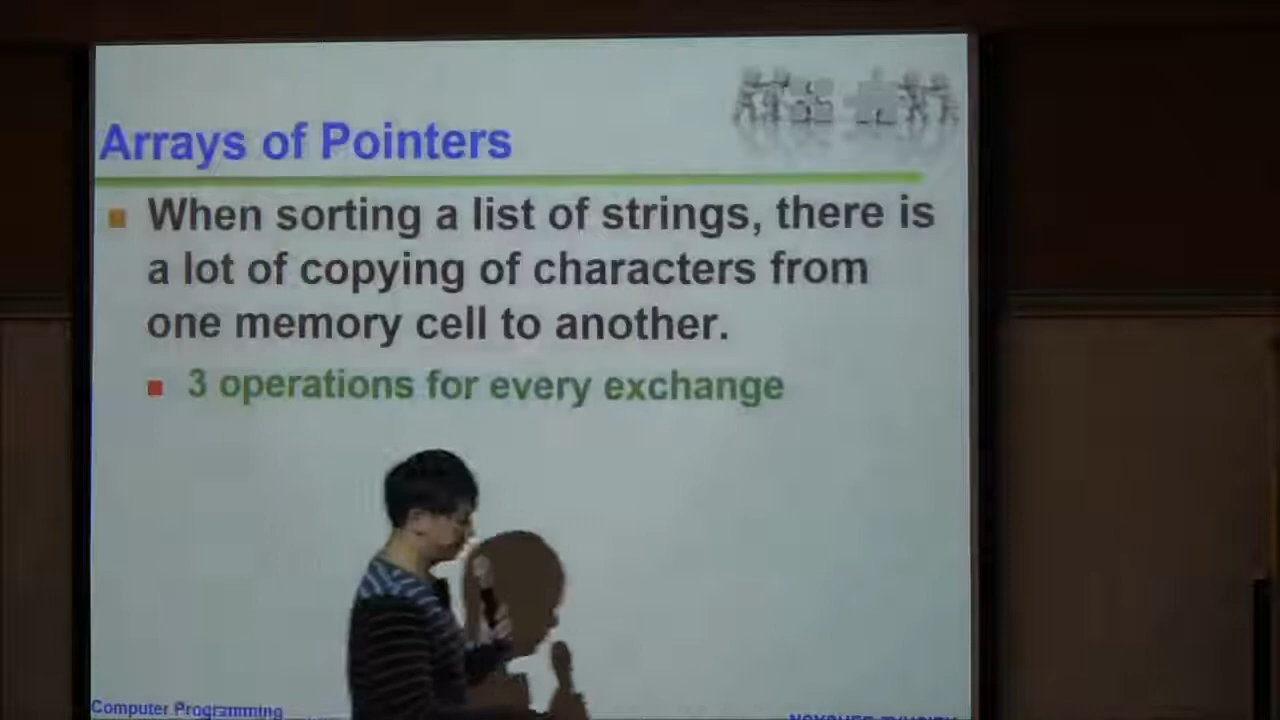 Arrays of Pointers
When sorting a list of strings, there is
a lot of copying of characters from
one memory cell to another.
3 operations for every exchange
Computer Programming